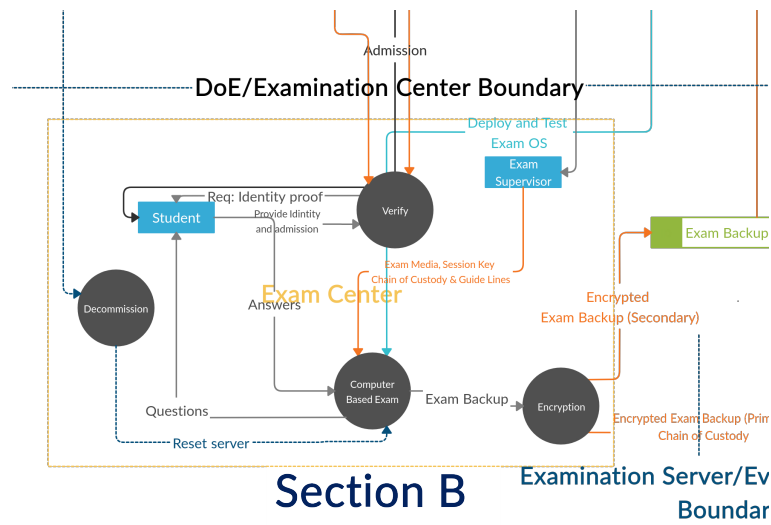 Admission
DoE/Examination Center Boundary
Deploy and Test
Exam OS
Exam
Supervisor
Req: Identity proof
Verify
Student
Provide Idintity
and admission
Exam Backup
Exam Media, Session Key
Chain of Custody & Guide Lines
Exam Center
Answers
Encrypted
Exam Backup (Secondary)
Decommission
Computer
Based Exam
Exam Backup
Encryption
Questions
Encrypted Exam Backup (Prim
Chain of Custody
Reset server
Section B
Examination Server/Ev
Boundar